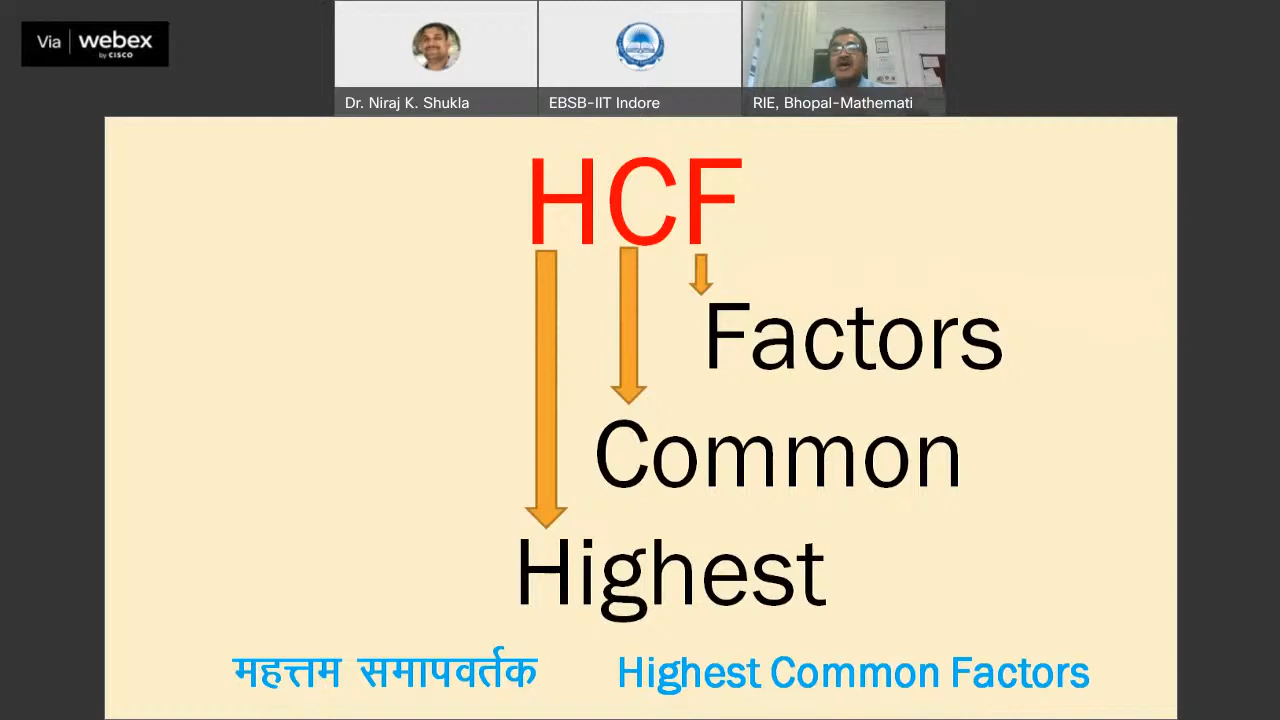 Via webex
by CISCO
Dr. Niraj K. Shukla
EBSB-IIT Indore
RIE, Bhopal-Mathemati
HCF
Factors
Common
Highest
महत्तम समापवर्तक Highest Common Factors